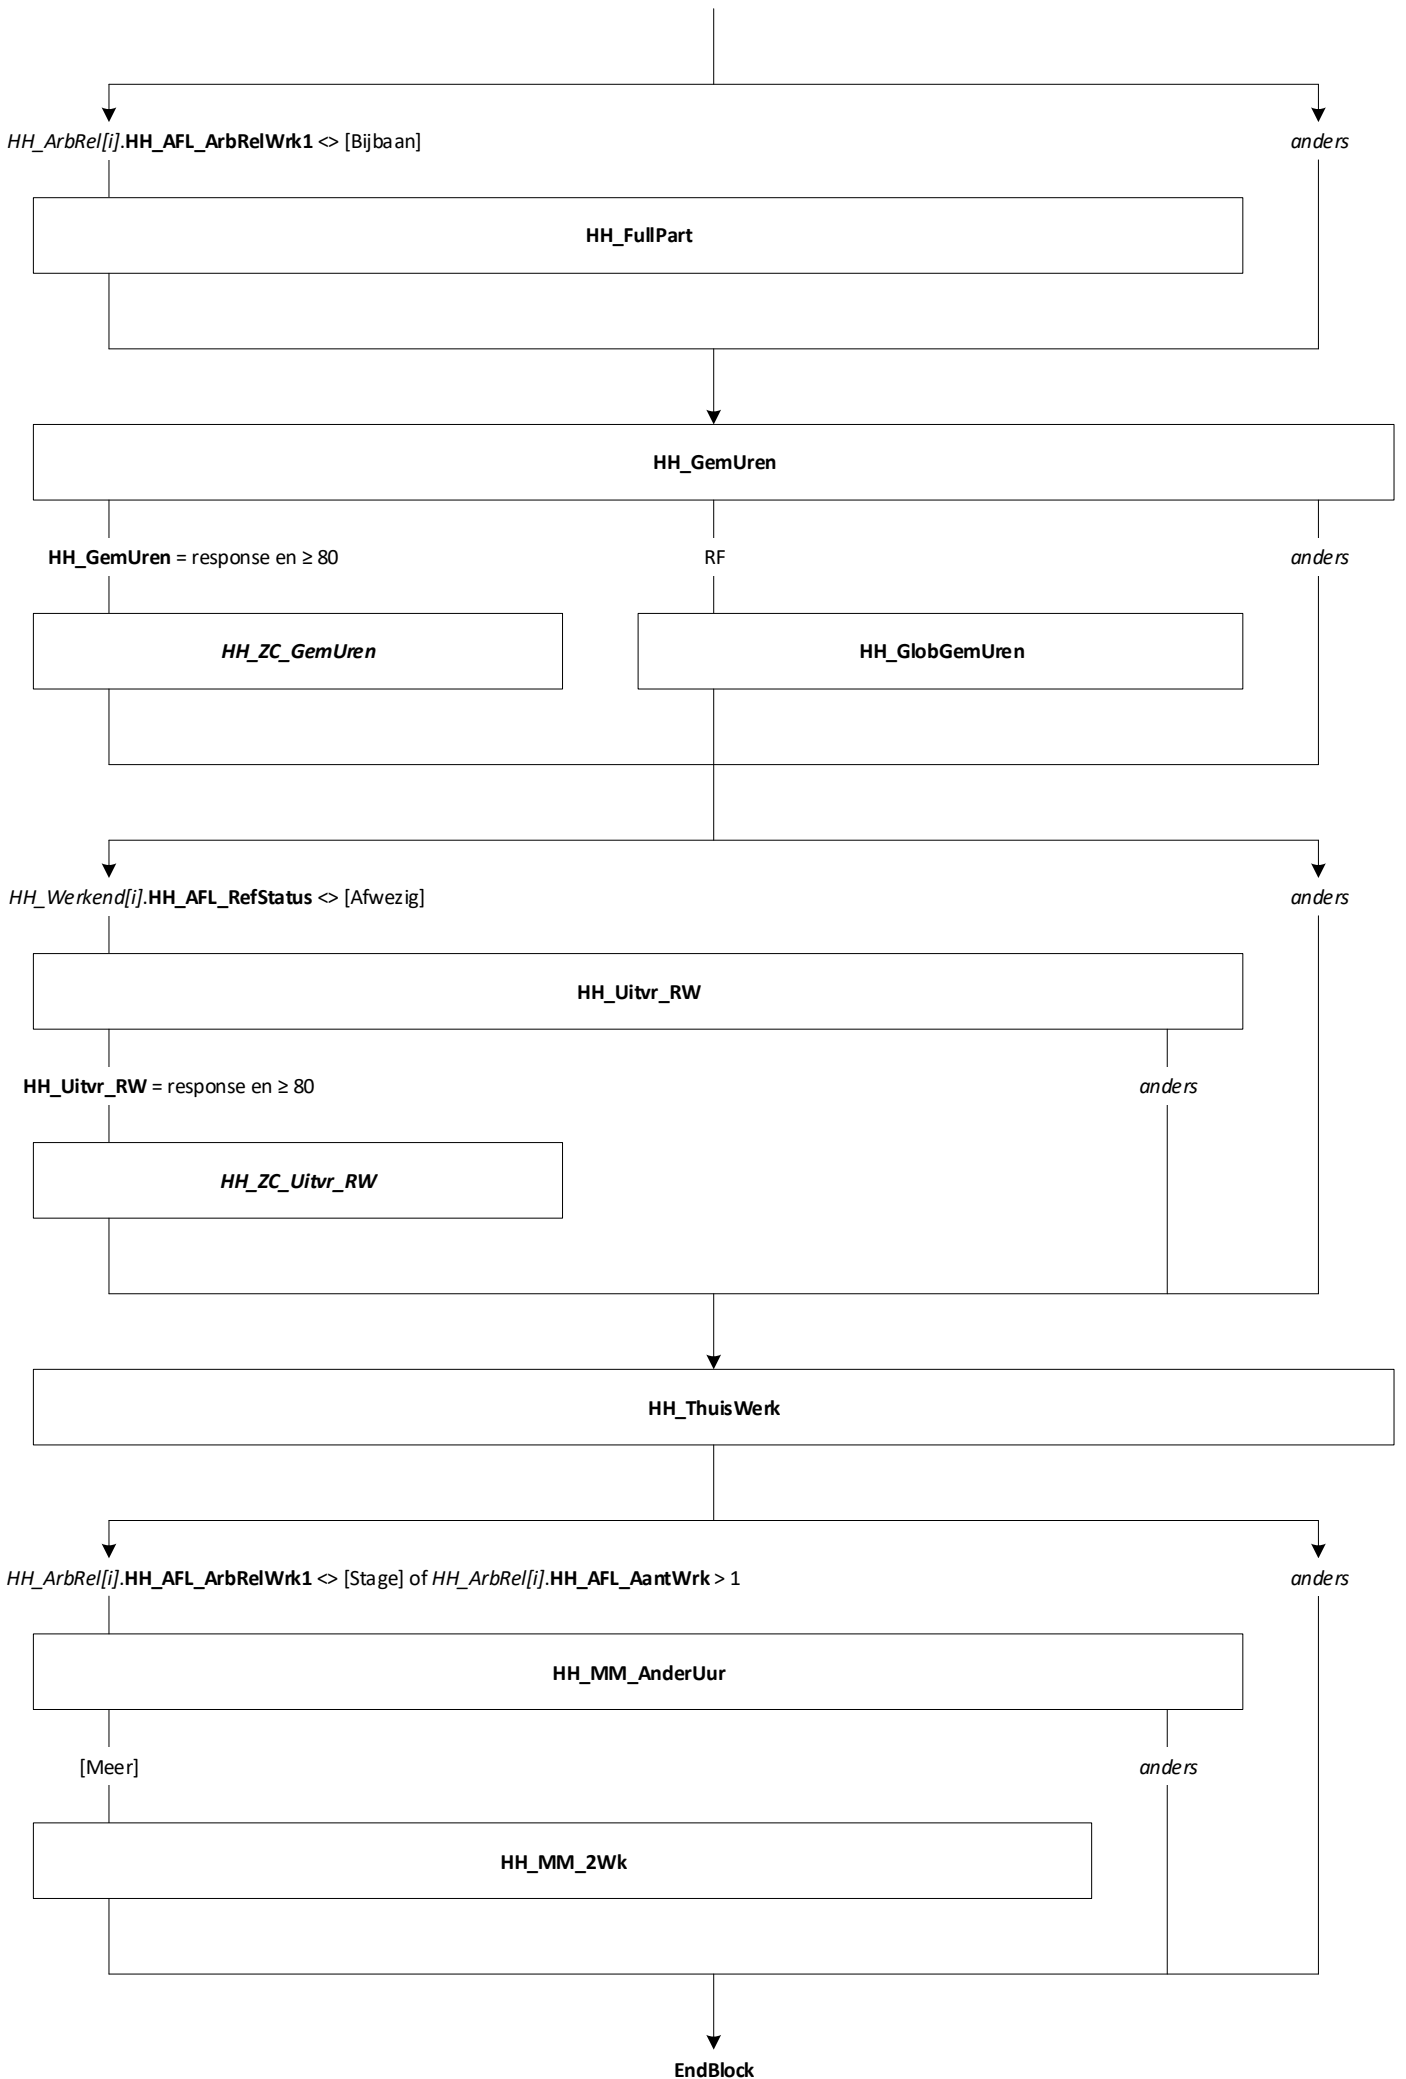 HH_ArbRel[i].HH_AFL_ArbRelWrk1 <> [Bijbaan]
anders
HH_FullPart
HH_GemUren
HH_GemUren = response en ≥ 80
RF
anders
HH_ZC_GemUren
HH_GlobGemUren
HH_Werkend[i].HH_AFL_RefStatus <> [Afwezig]
anders
HH_Uitvr_RW
HH_Uitvr_RW = response en ≥ 80
anders
HH_ZC_Uitvr_RW
HH_ThuisWerk
HH_ArbRel[i].HH_AFL_ArbRelWrk1 <> [Stage] of HH_ArbRel[i].HH_AFL_AantWrk > 1
anders
HH_MM_AnderUur
[Meer]
anders
HH_MM_2Wk
EndBlock